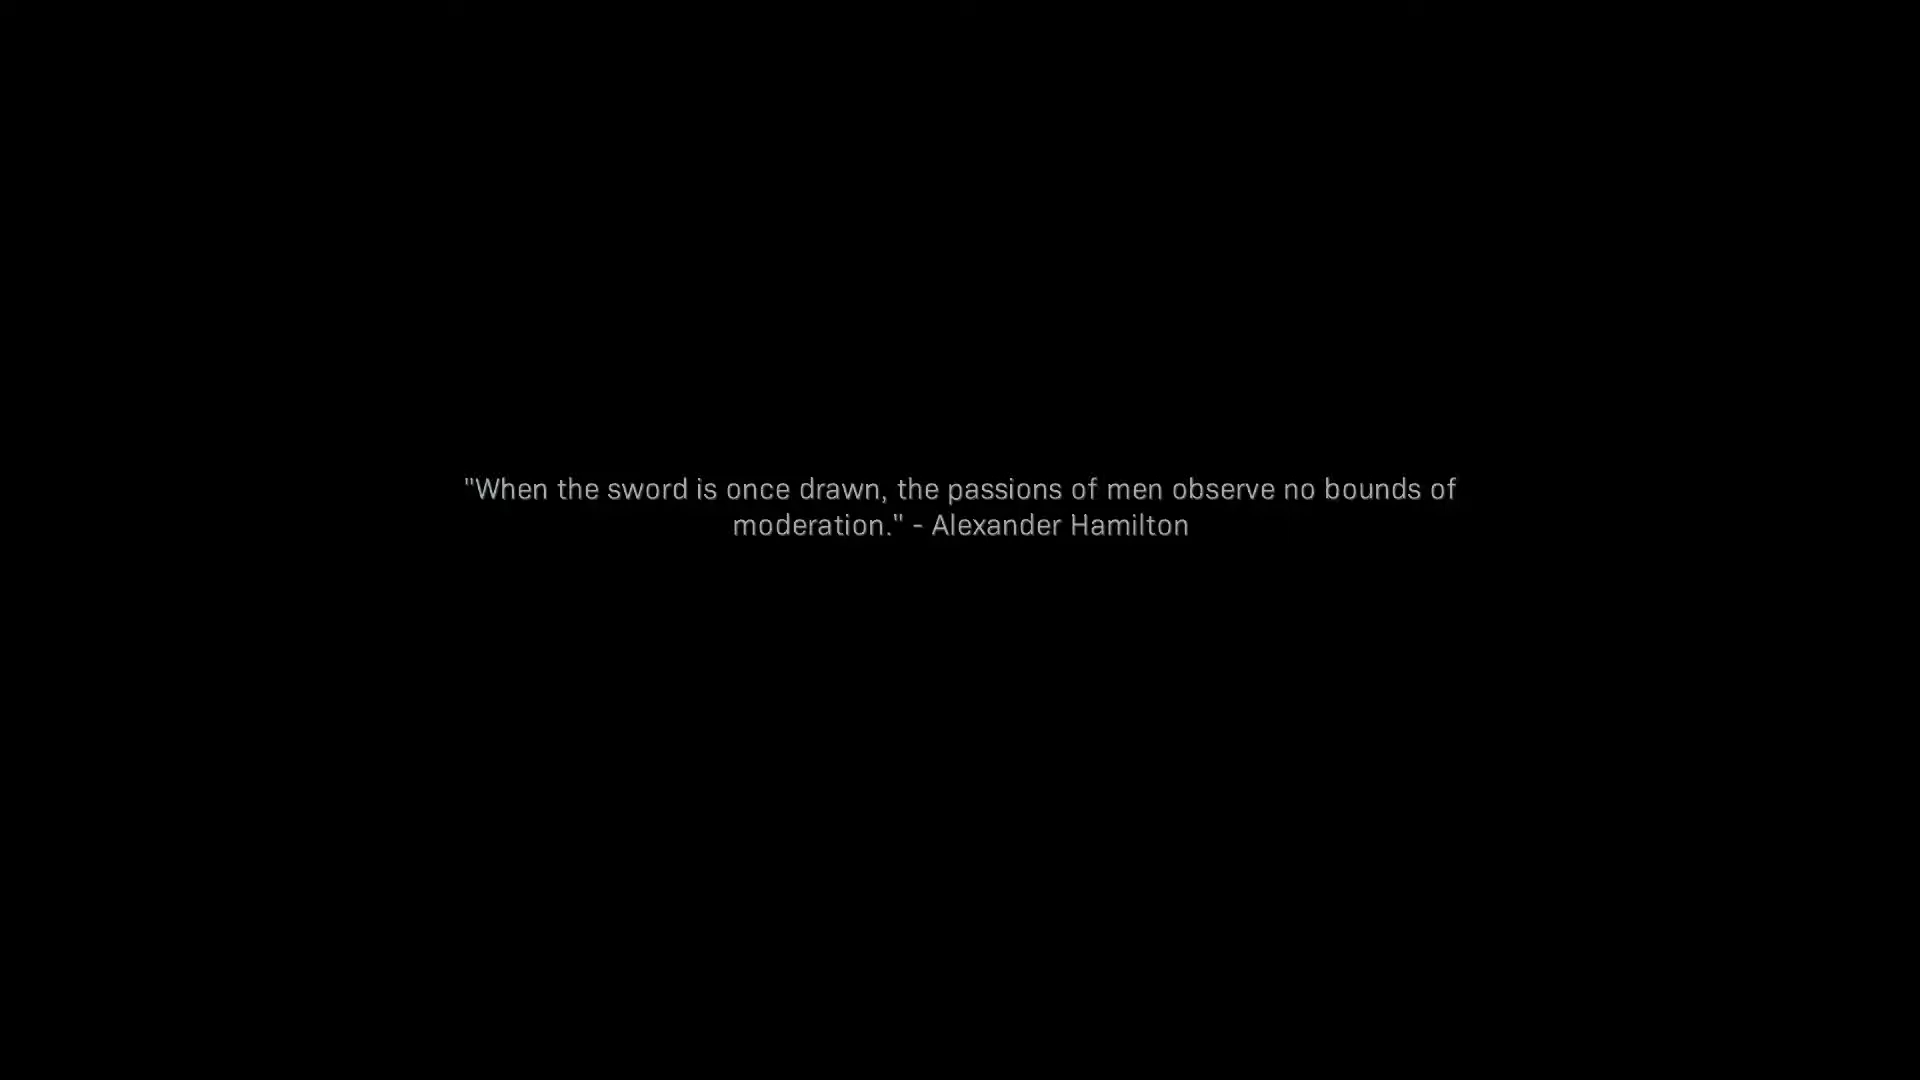 "When the sword is once drawn, the passions of men observe no bounds of
moderation." - Alexander Hamilton